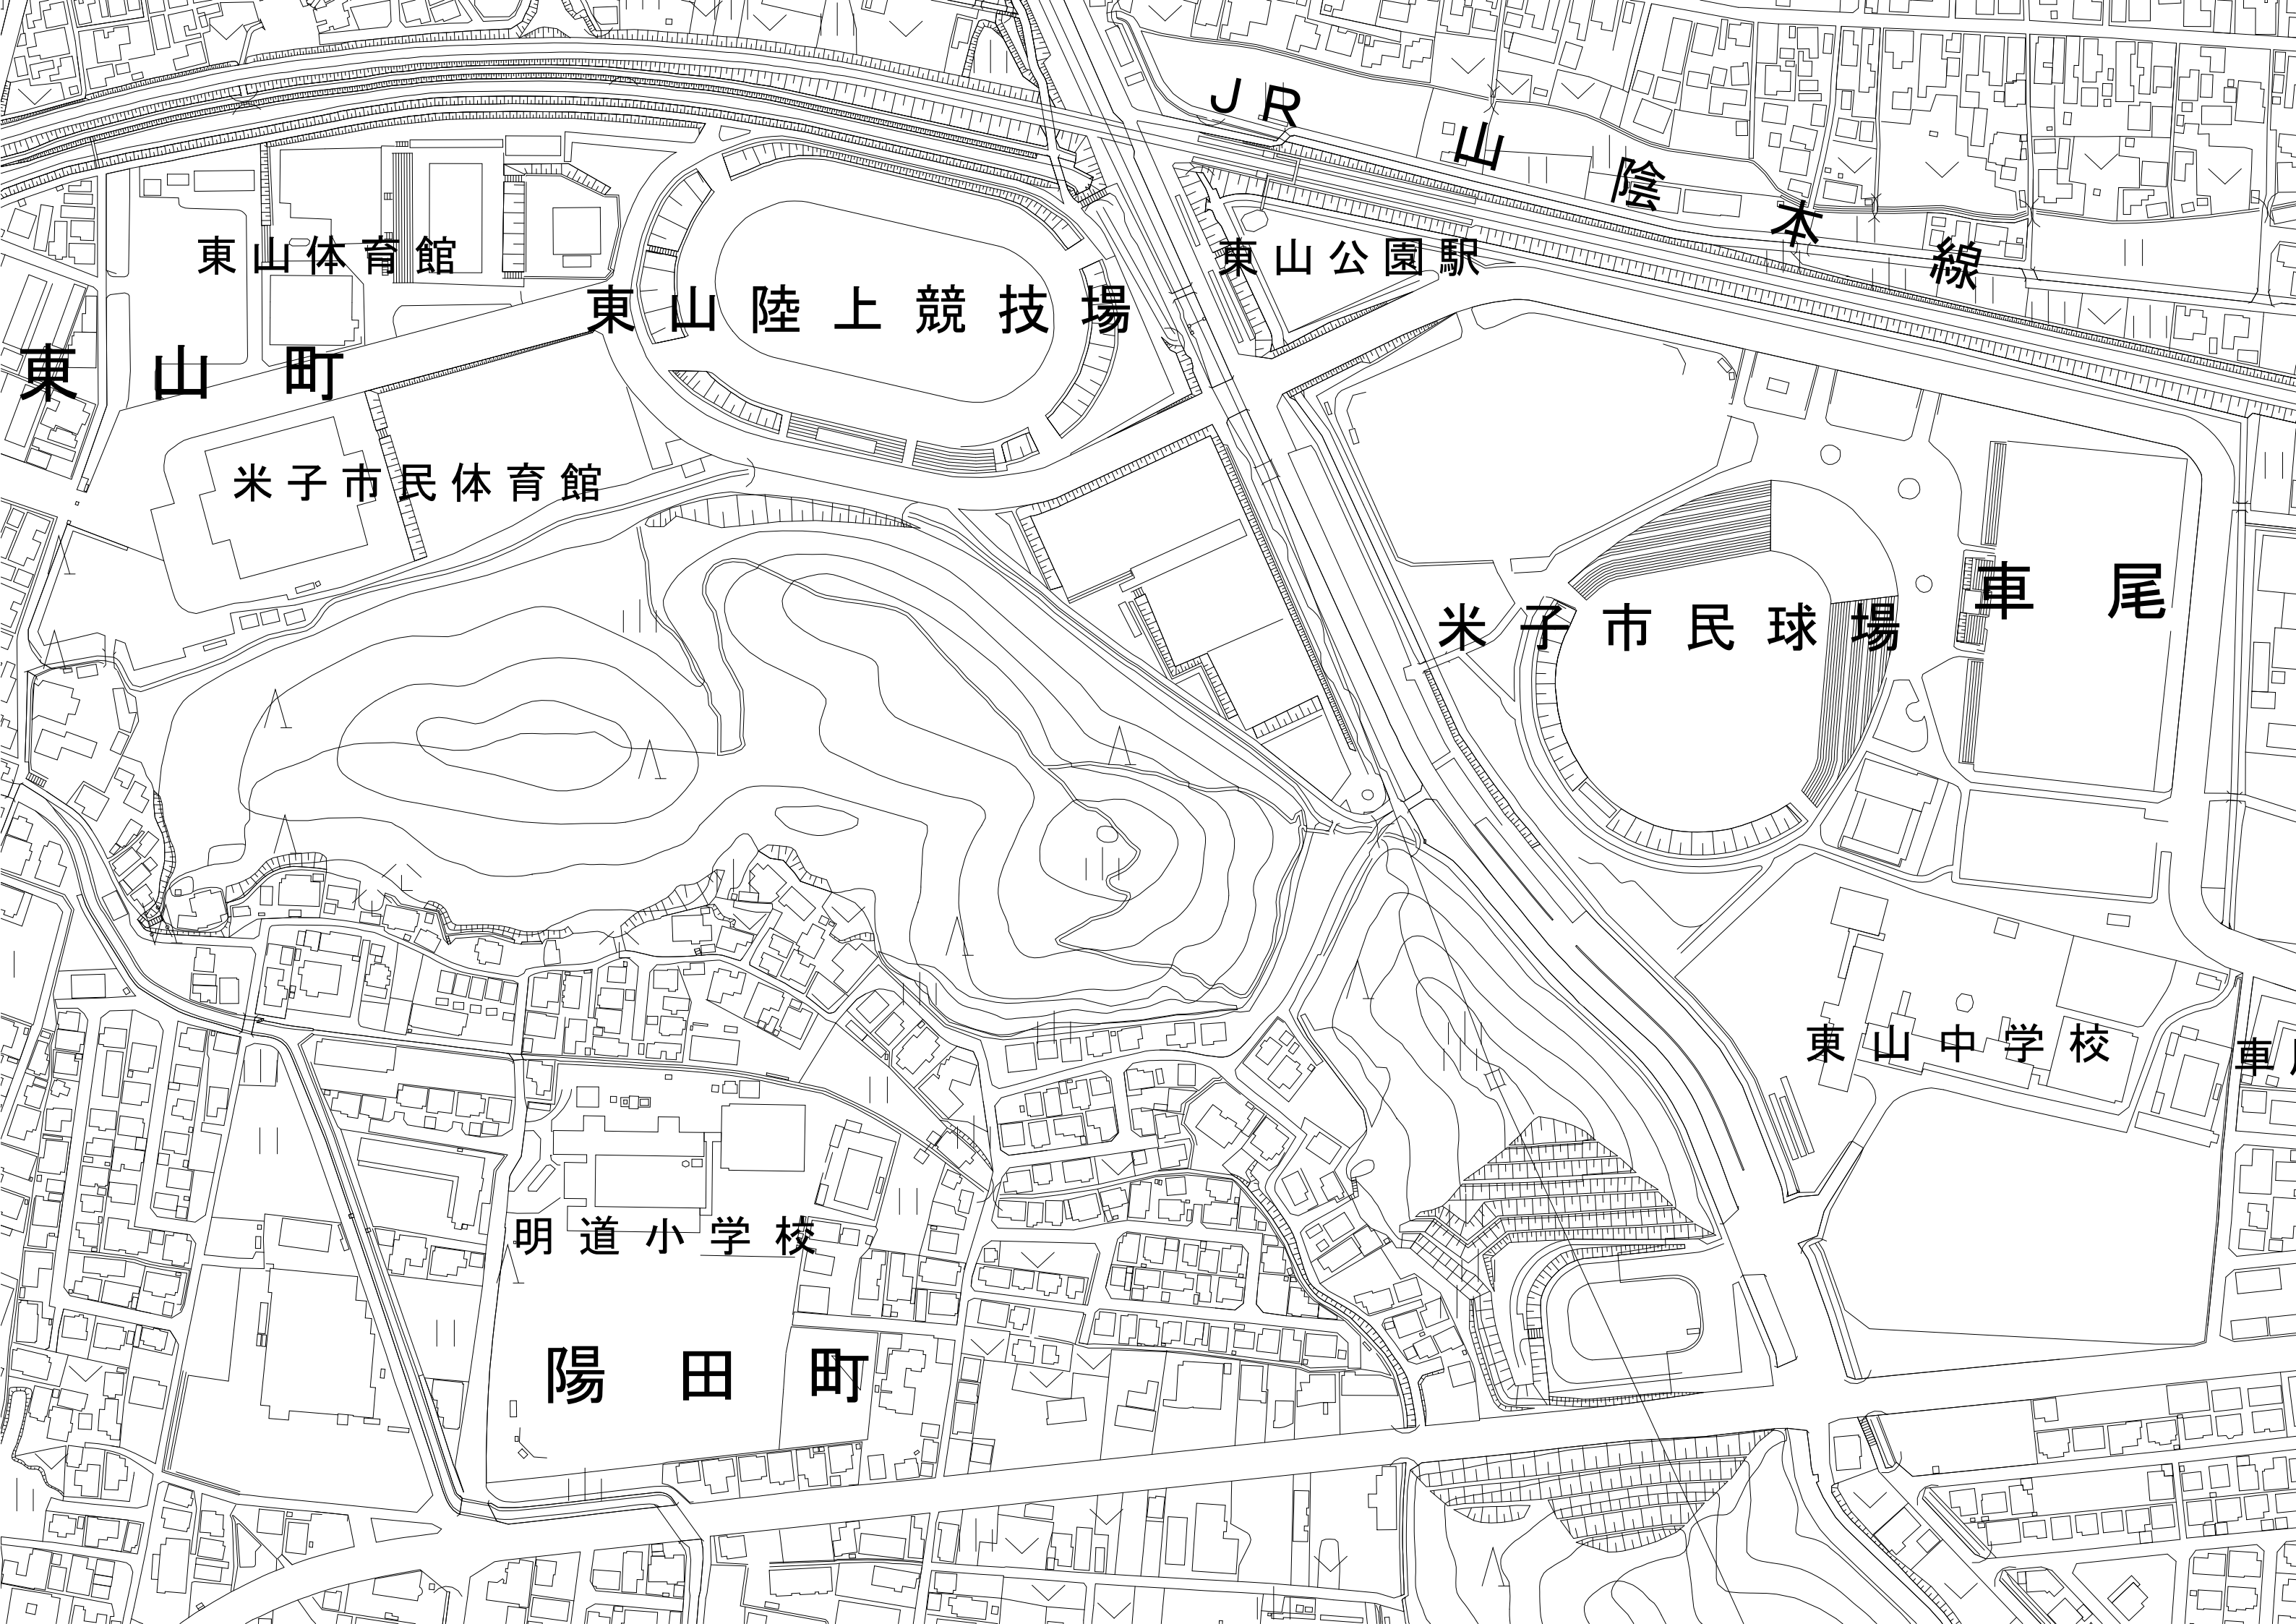 JR山陰本線
東山体育館
東山公園駅
東山陸上競技場
東山町
米子市民体育館
車尾
米子市民球場
東山中学校
車
明道小学校
陽田町